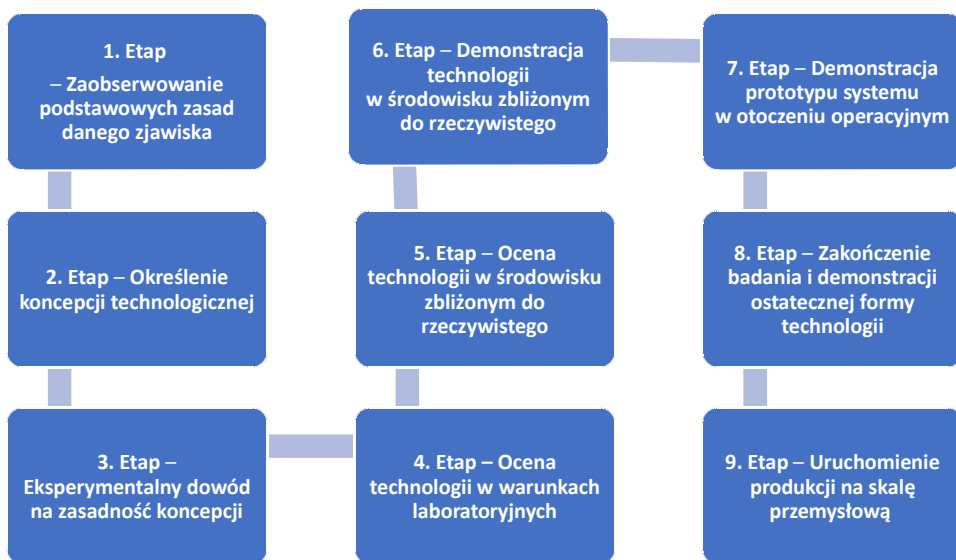 1. Etap
– Zaobserwowanie
podstawowych zasad
danego zjawiska
2. Etap – Określenie
koncepcji technologicznej
3. Etap –
Eksperymentalny dowód
na zasadność koncepcji
4. Etap – Ocena
technologii w warunkach
laboratoryjnych
5. Etap – Ocena
technologii w środowisku
zbliżonym do
rzeczywistego
6. Etap – Demonstracja
technologii
w środowisku zbliżonym
do rzeczywistego
7. Etap – Demonstracja
prototypu systemu
w otoczeniu operacyjnym
8. Etap – Zakończenie
badania i demonstracji
ostatecznej formy
technologii
9. Etap – Uruchomienie
produkcji na skalę
przemysłową